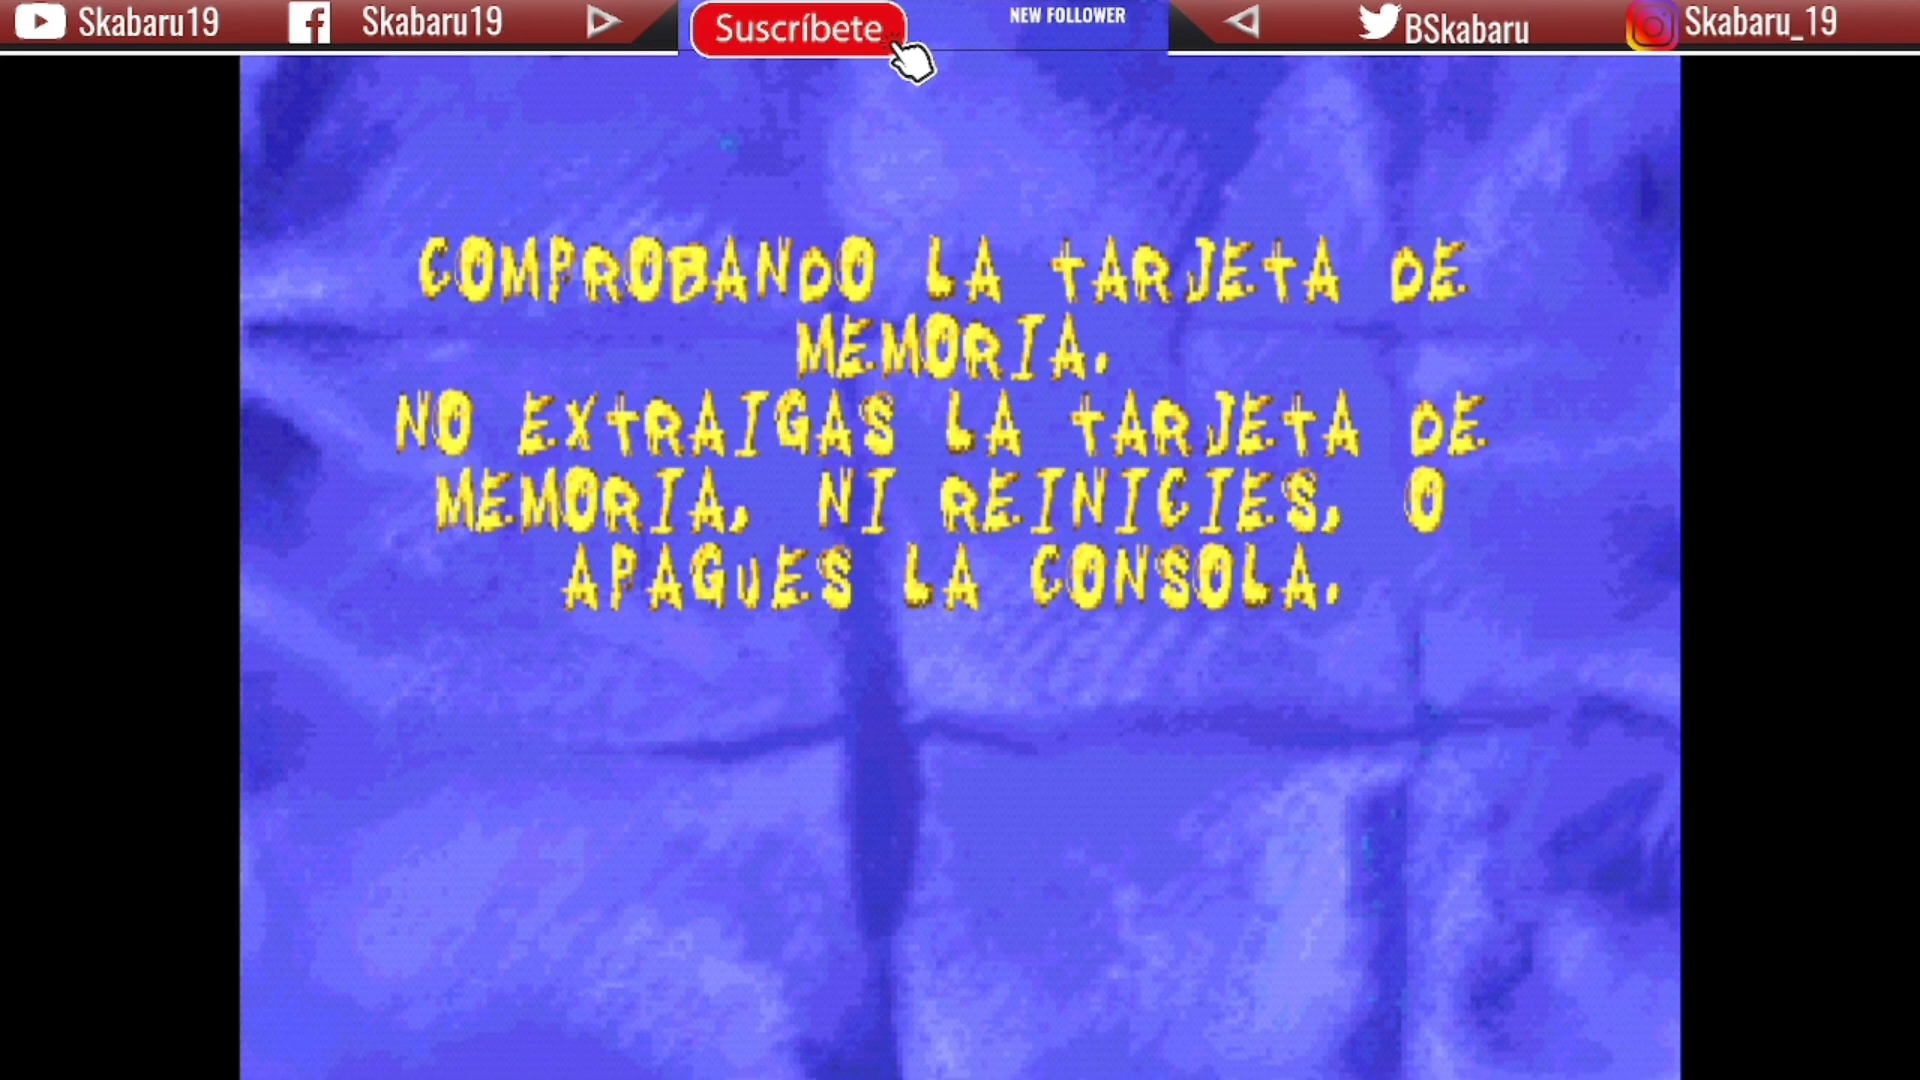 Skabaru19
Skabaru19
Suscríbete
NEW FOLLOWER
BSkabaru
Skabaru_19
COMPROBANDO LA TARJETA DE
MEMORIA.
NO EXTRAIGAS LA TARJETA DE
MEMORIA, NI REINICIES, O
APAGUES LA CONSOLA.